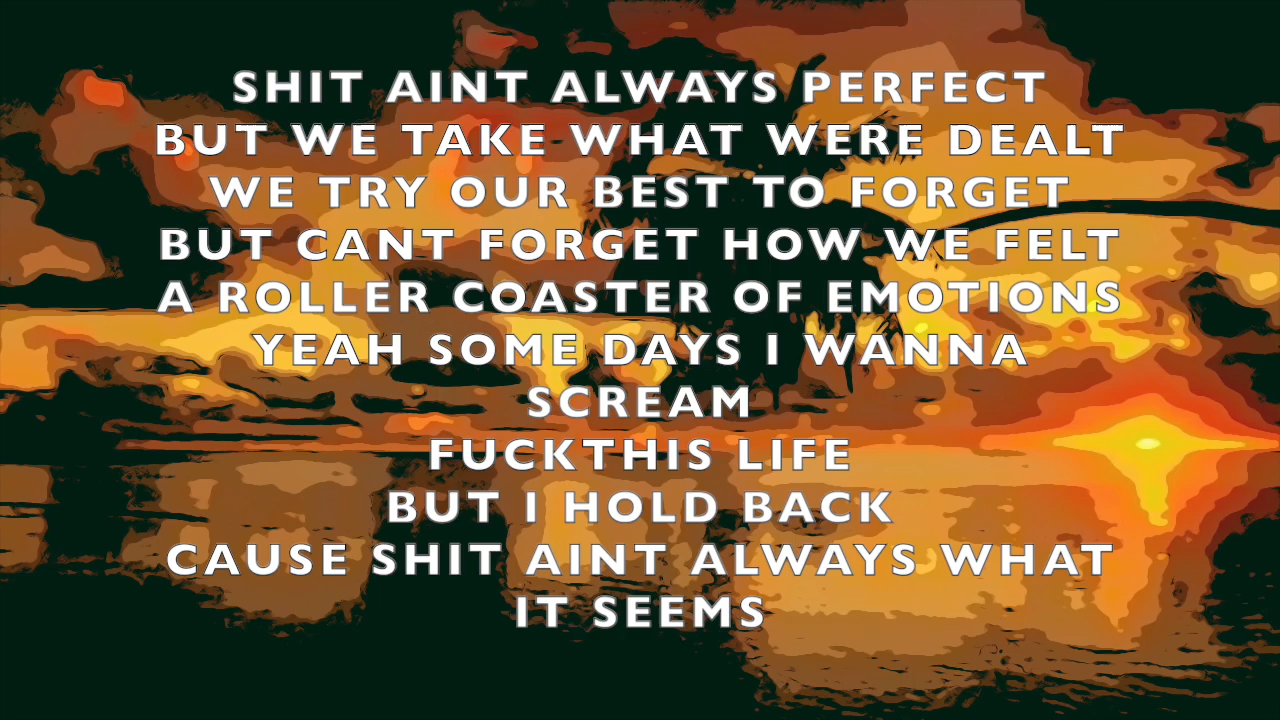 SHIT AINT ALWAYS PERFECT
BUT WE TAKE WHAT WERE DEALT
WE TRY OUR BEST TO FORGET
BUT CANT FORGET HOW WE FELT
A ROLLER COASTER OF EMOTIONS
YEAH SOME DAYS I WANNA
SCREAM
FUCKTHIS LIFE
BUT I HOLD BACK
CAUSE SHIT AINT ALWAYS WHAT
IT SEEMS